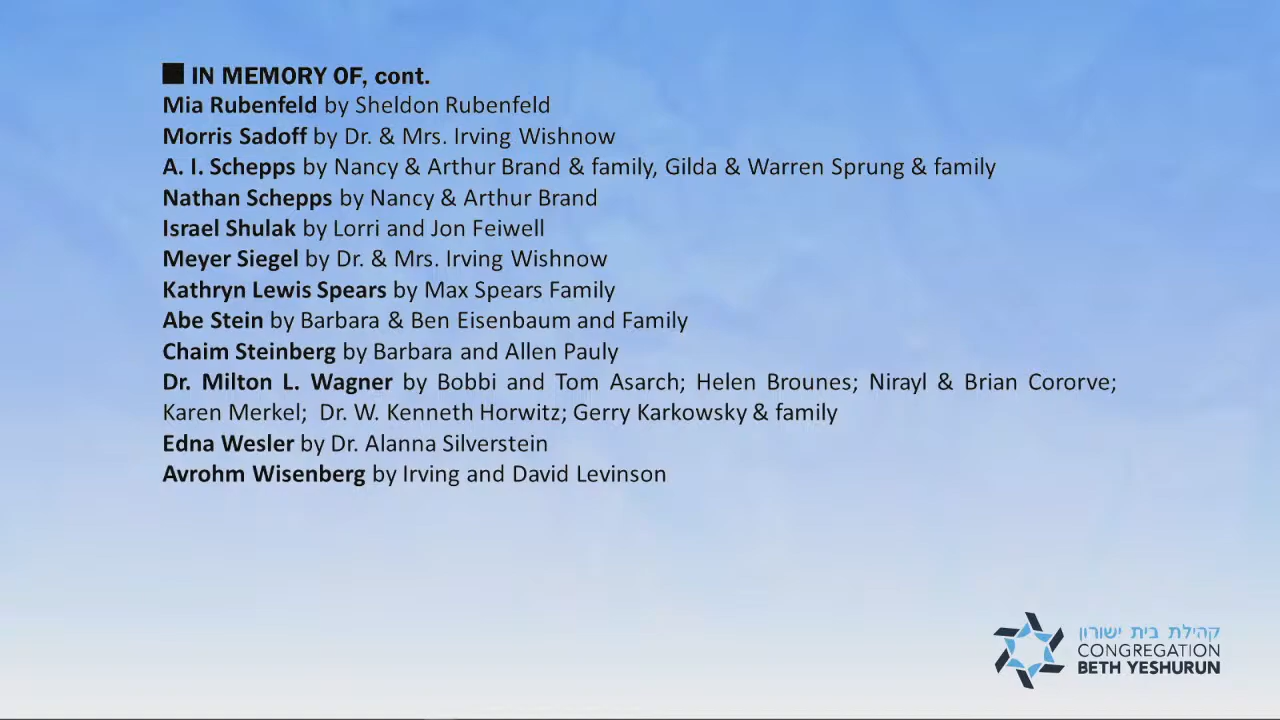 IN MEMORY OF, cont.
Mia Rubenfeld by Sheldon Rubenfeld
Morris Sadoff by Dr. & Mrs. Irving Wishnow
A. I. Schepps by Nancy & Arthur Brand & family, Gilda & Warren Sprung & family
Nathan Schepps by Nancy & Arthur Brand
Israel Shulak by Lorri and Jon Feiwell
Meyer Siegel by Dr. & Mrs. Irving Wishnow
Kathryn Lewis Spears by Max Spears Family
Abe Stein by Barbara & Ben Eisenbaum and Family
Chaim Steinberg by Barbara and Allen Pauly
Dr. Milton L. Wagner by Bobbi and Tom Asarch; Helen Brounes; Nirayl & Brian Cororve;
Karen Merkel; Dr. W. Kenneth Horwitz; Gerry Karkowsky & family
Edna Wesler by Dr. Alanna Silverstein
Avrohm Wisenberg by Irving and David Levinson
קהילת בית ישורון
CONGREGATION
BETH YESHURUN